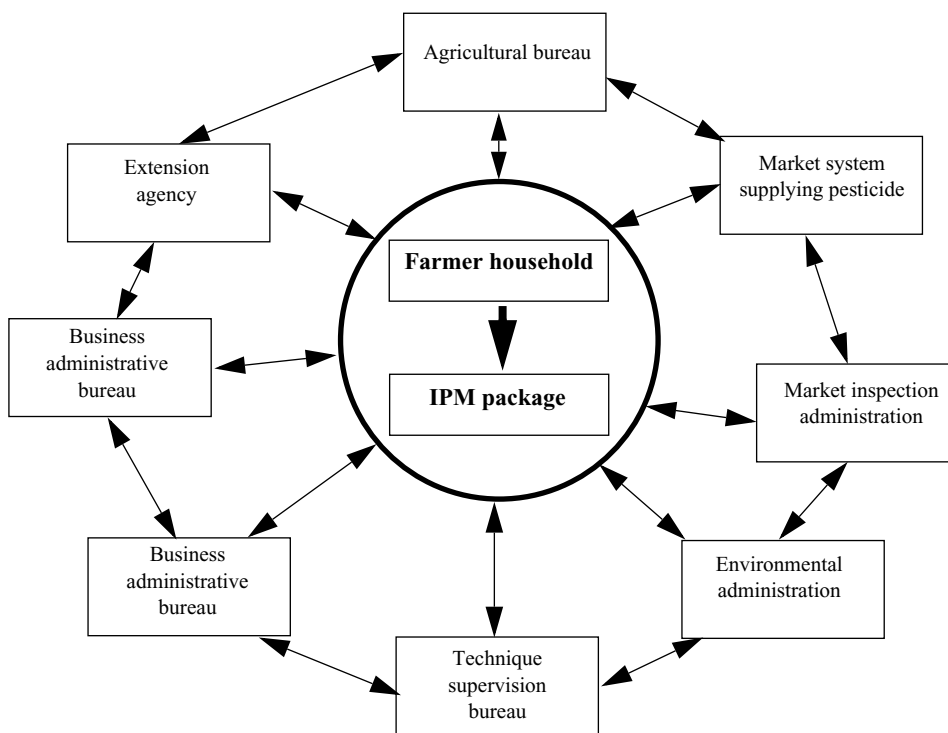 Agricultural bureau
Extension
agency
Market system
supplying pesticide
Farmer household
IPM package
Business
administrative
bureau
Market inspection
administration
Business
administrative
bureau
Environmental
administration
Technique
supervision
bureau